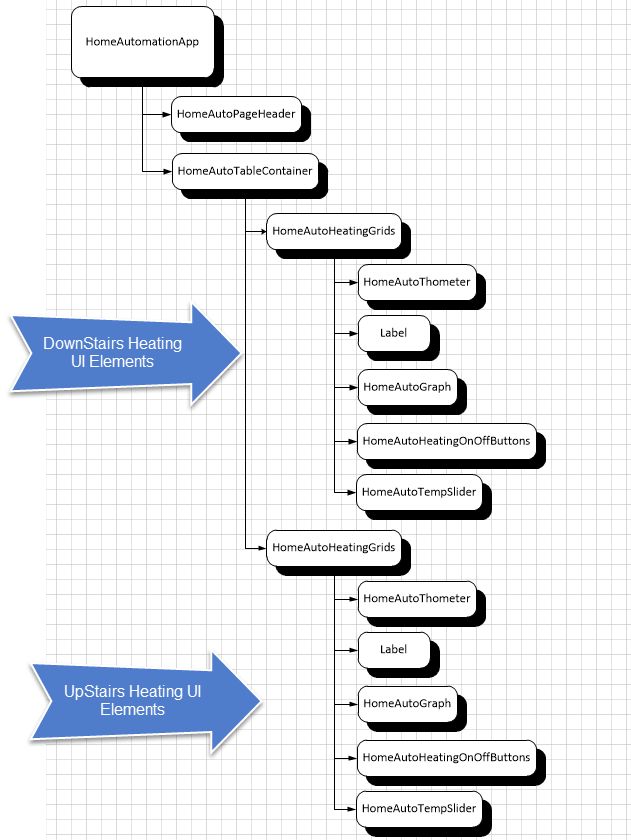 HomeAutomationApp
HomeAutoPageHeader
HomeAutoTableContainer
HomeAutoHeatingGrids
HomeAutoThometer
DownStairs Heating
UI Elements
Label
HomeAutoGraph
HomeAutoHeatingOnOffButtons
HomeAutoTempSlider
HomeAutoHeatingGrids
HomeAutoThometer
Label
UpStairs Heating UI
Elements
HomeAutoGraph
HomeAutoHeatingOnOffButtons
HomeAutoTempSlider